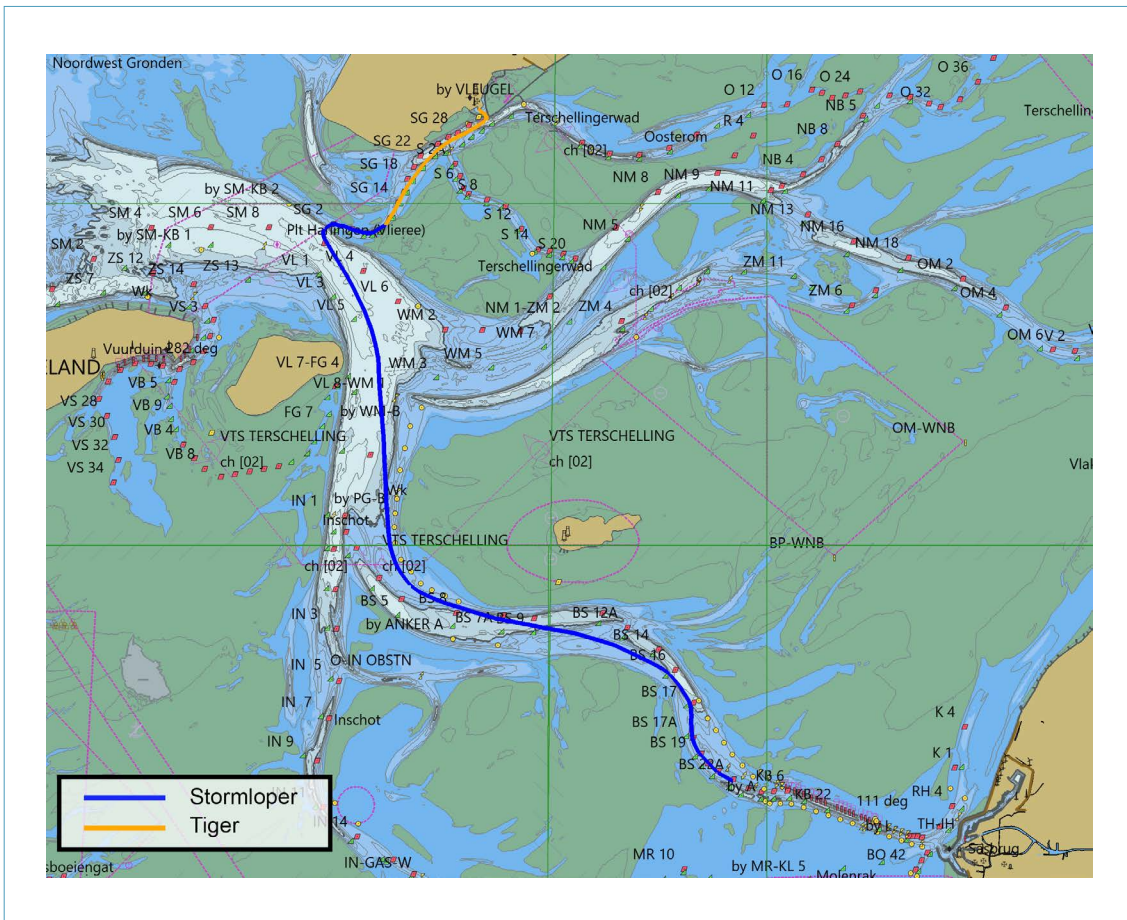 Noordwest Gronden
by VLEUGEL
O 16
O 24
O 36
O 12
O 32
NB 5
SG 28
Terschellingerwad
R 4
Terschelling
SG 22
Oosterom
NB 8
ch [02]
SG 18
S 6
NB 4
SG 14
S 8
NM 8
NM 9
by SM-KB 2
NM 11
SM 4
SM 6
SM 8
SG 2
S 12
NM 13
by SM-KB 1
Plt Harlingen (Vlieree)
S 14
NM 5
NM 16
SM 2
S 20
NM 18
ZS 12
VL 1
VL 4
ZS 14
ZS 13
Terschellingerwad
ZM 11
OM 2
VL 3
VL 6
ch [02]
ZM 6
OM 4
Wk
VL 5
NM 1-ZM 2
ZM 4
VS 3
WM 2
WM 7
OM 6
V 2
Vuurduin 282 deg
WM 5
ELAND
VL 7-FG 4
WM 3
VB 5
VL 8-WM 1
VS 28
VB 9
FG 7
by WM-B
VS 30
VB 4
OM-WNB
VS 32
VTS TERSCHELLING
VTS TERSCHELLING
VB 8
ch [02]
ch [02]
VS 34
Vlak
IN 1
by PG-B
Wk
Inschot
VTS TERSCHELLING
BP-WNB
ch [02]
ch [02]
BS 5
BS 8
IN 3
by ANKER A
BS 7A
BS 9
BS 12A
BS 14
IN 5
O-IN OBSTN
BS 16
IN 7
BS 17
Inschot
BS 17A
K 4
IN 9
BS 19
K 1
BS 22A
KB 6
Stormloper
by A
KB 22
111 deg
RH 4
Tiger
IN 14
by L
TH-IH
Sasbrug
sboeiengat
IN-GAS-W
MR 10
BO 42
by MR-KL 5
Molenrak